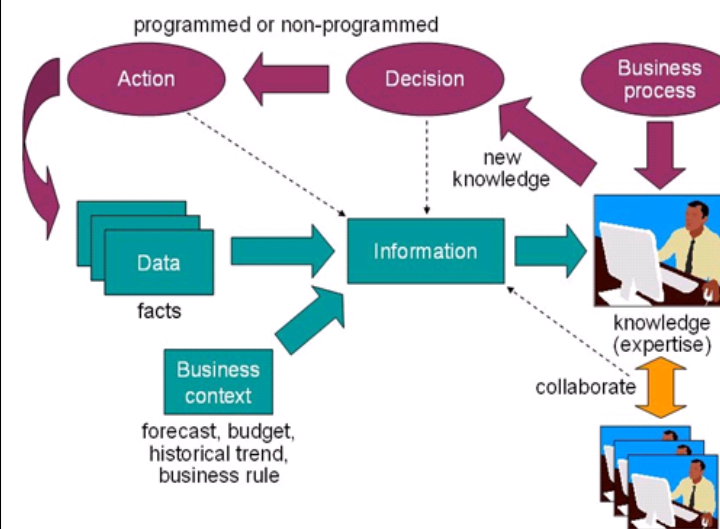 programmed or non-programmed
Action
Decision
Business
process
new
knowledge
Data
Information
facts
knowledge
(expertise)
Business
context
collaborate
forecast, budget,
historical trend,
business rule